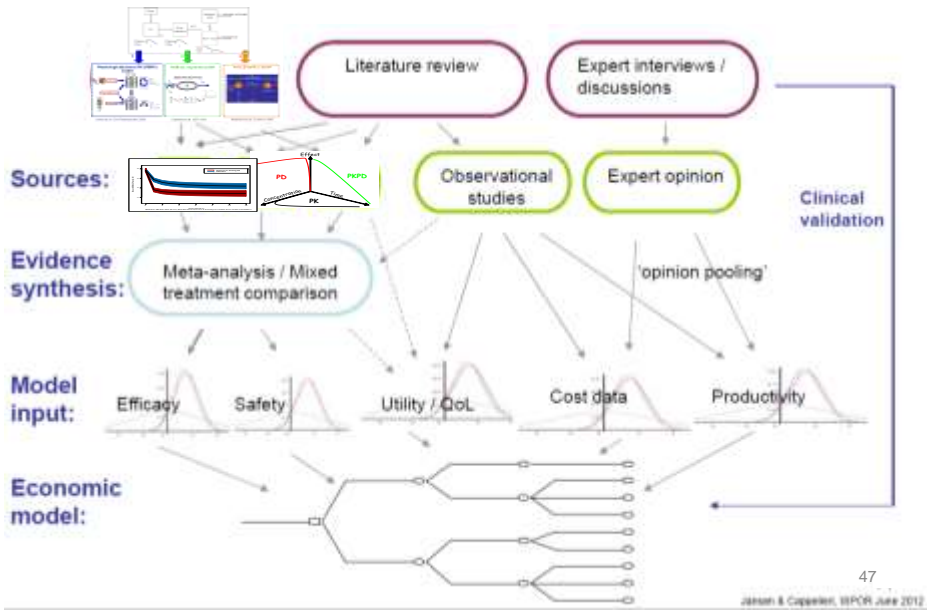 Literature review
Expert interviews /
discussions
Sources:
Effect
PD
PKPD
Concentration
Time
PK
Observational
studies
Expert opinion
Clinical
validation
Evidence
synthesis:
Meta-analysis / Mixed
treatment comparison
'opinion pooling'
Model
input:
Efficacy
Safety
Utility / QoL
Cost data
Productivity
Economic
model:
47
Jansen & Cappelleri, ISPOR June 2012